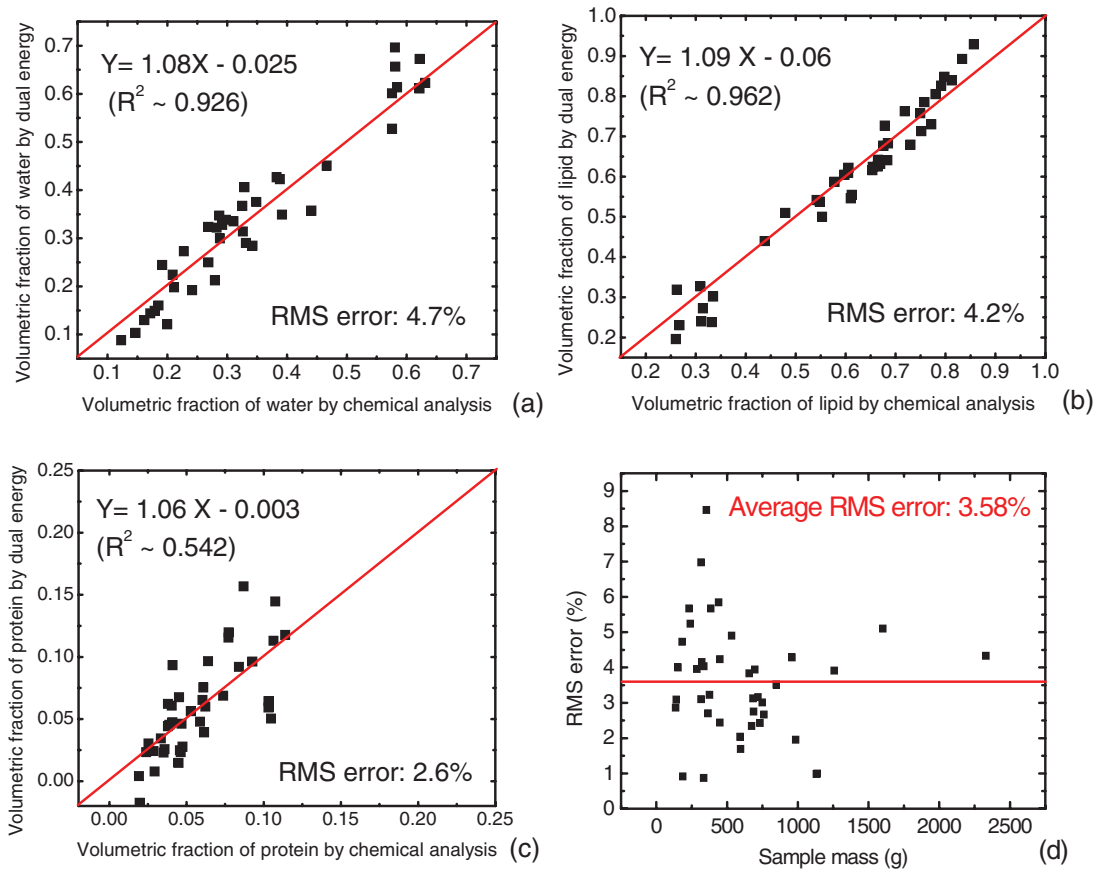 Volumetric fraction of water by dual energy
0.7
0.6
0.5
0.4
0.3
0.2
0.1
Y= 1.08X - 0.025
(R² ~ 0.926)
RMS error: 4.7%
0.1 0.2 0.3 0.4 0.5 0.6 0.7
Volumetric fraction of water by chemical analysis
(a)
Volumetric fraction of lipid by dual energy
1.0
0.9
0.8
0.7
0.6
0.5
0.4
0.3
0.2
Y= 1.09 X - 0.06
(R² ~ 0.962)
RMS error: 4.2%
0.2 0.3 0.4 0.5 0.6 0.7 0.8 0.9 1.0
Volumetric fraction of lipid by chemical analysis
(b)
Volumetric fraction of protein by dual energy
0.25
0.20
0.15
0.10
0.05
0.00
Y= 1.06 X - 0.003
(R² ~ 0.542)
RMS error: 2.6%
0.00 0.05 0.10 0.15 0.20 0.25
Volumetric fraction of protein by chemical analysis
(c)
RMS error (%)
9
8
7
6
5
4
3
2
1
0
Average RMS error: 3.58%
0 500 1000 1500 2000 2500
Sample mass (g)
(d)